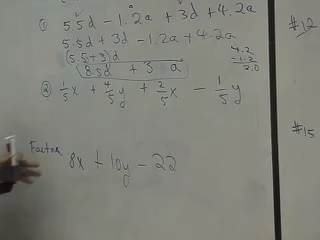 ① 5.5d - 1.2a + 3d + 4.2a
5.5d + 3d - 1.2a + 4.2a
(5.5+3)d
8.5d + 3 a
4.2
-1.2
3.0
② 1/5 x + 4/5 y + 2/5 x - 1/5 y
Factor
8x + 10y - 22
#12
#15